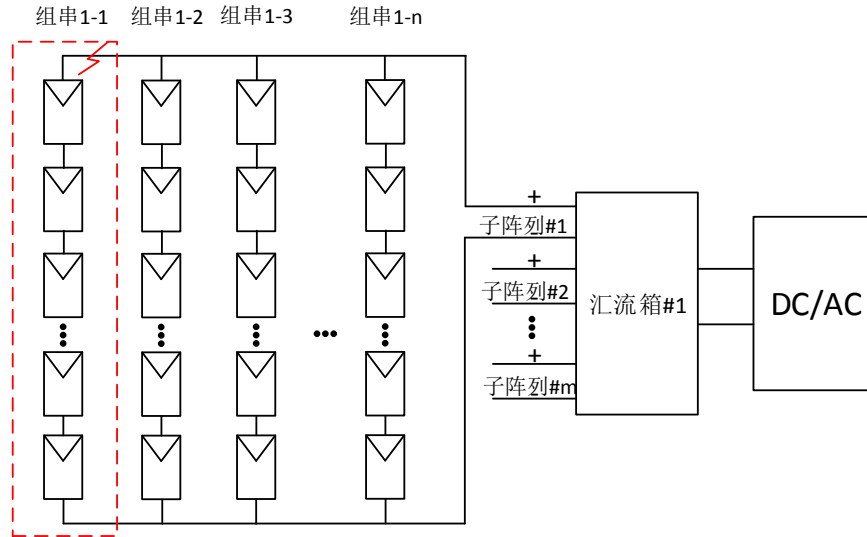 组串1-1 组串1-2 组串1-3 组串1-n
+
子阵列#1
-
+
子阵列#2
-
+
子阵列#m
-
汇流箱#1
DC/AC